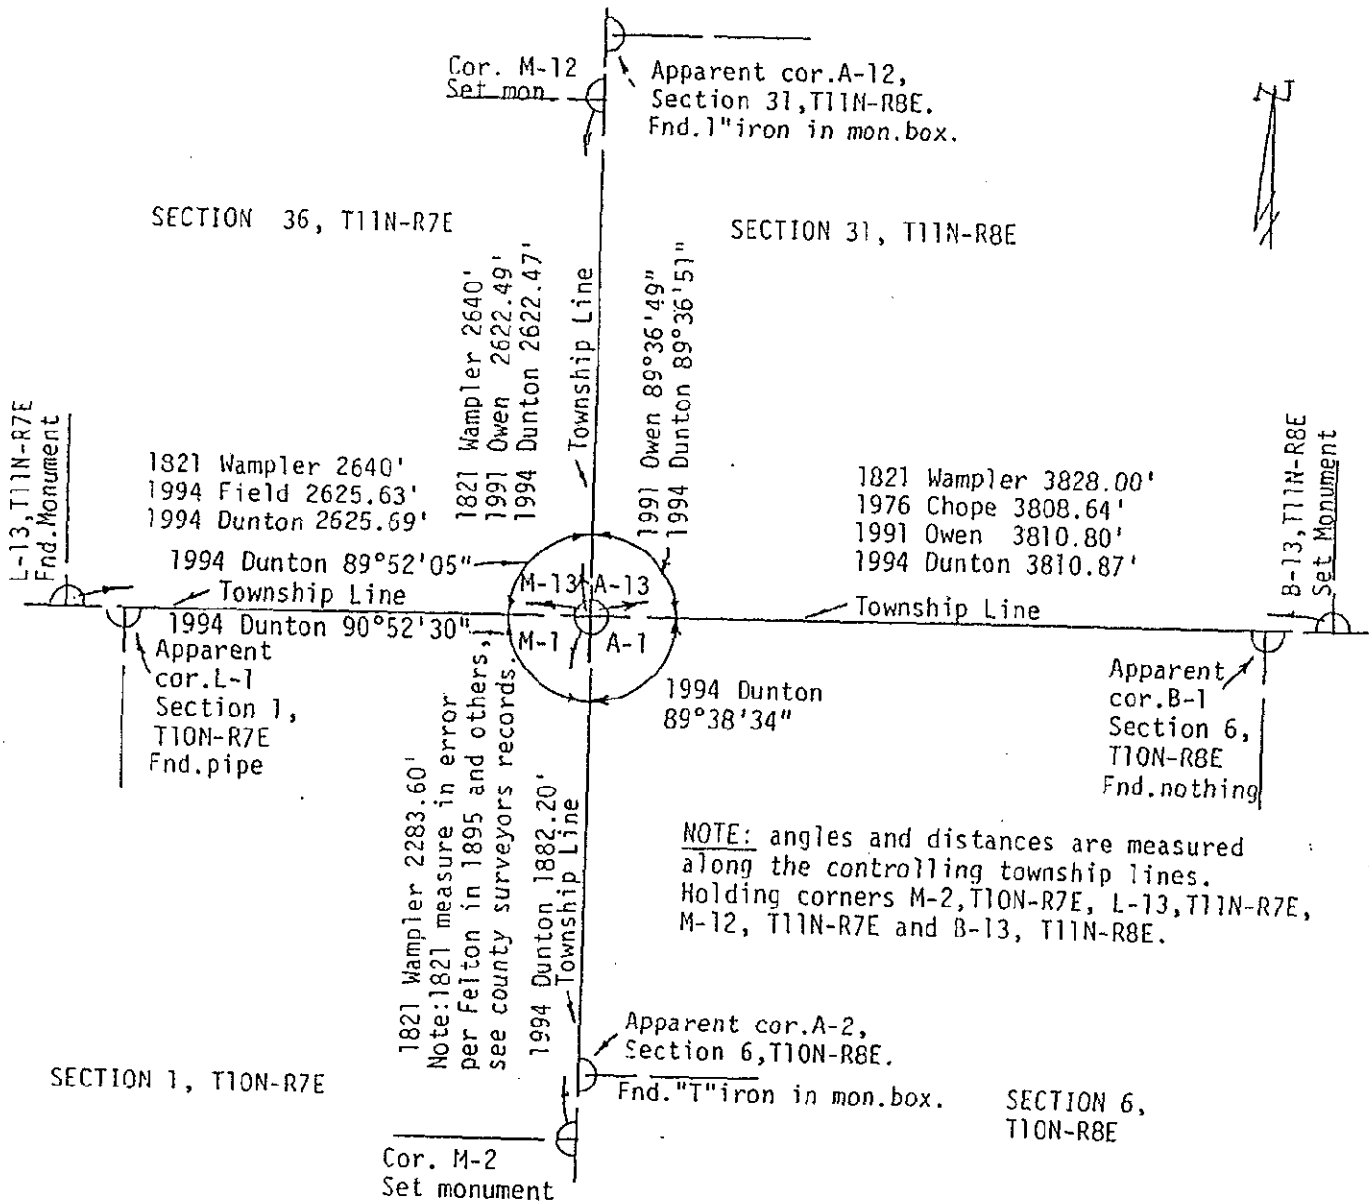 Cor. M-12
Set mon
Apparent cor.A-12,
Section 31,T11N-R8E.
Fnd.1"iron in mon.box.
N
SECTION 36, T11N-R7E
SECTION 31, T11N-R8E
1821 Wampler 2640'
1991 Owen 2622.49'
1994 Dunton 2622.47'
Township Line
1991 Owen 89°36'49"
1994 Dunton 89°36'51"
L-13,T11N-R7E
Fnd.Monument
1821 Wampler 2640'
1994 Field 2625.63'
1994 Dunton 2625.69'
1994 Dunton 89°52'05"
Township Line
1994 Dunton 90°52'30"
M-13
A-13
M-1
A-1
1821 Wampler 3828.00'
1976 Chope 3808.64'
1991 Owen 3810.80'
1994 Dunton 3810.87'
Township Line
B-13,T11N-R8E
Set Monument
Apparent
cor.L-1
Section 1,
T10N-R7E
Fnd.pipe
1994 Dunton
89°38'34"
Apparent
cor.B-1
Section 6,
T10N-R8E
Fnd.nothing
1821 Wampler 2283.60'
Note:1821 measure in error
per Felton in 1895 and others,
see county surveyors records.
1994 Dunton 1882.20'
Township Line
NOTE: angles and distances are measured
along the controlling township lines.
Holding corners M-2,T10N-R7E, L-13,T11N-R7E,
M-12, T11N-R7E and B-13, T11N-R8E.
Apparent cor.A-2,
Section 6,T10N-R8E.
Fnd."T"iron in mon.box.
SECTION 1, T10N-R7E
SECTION 6,
T10N-R8E
Cor. M-2
Set monument